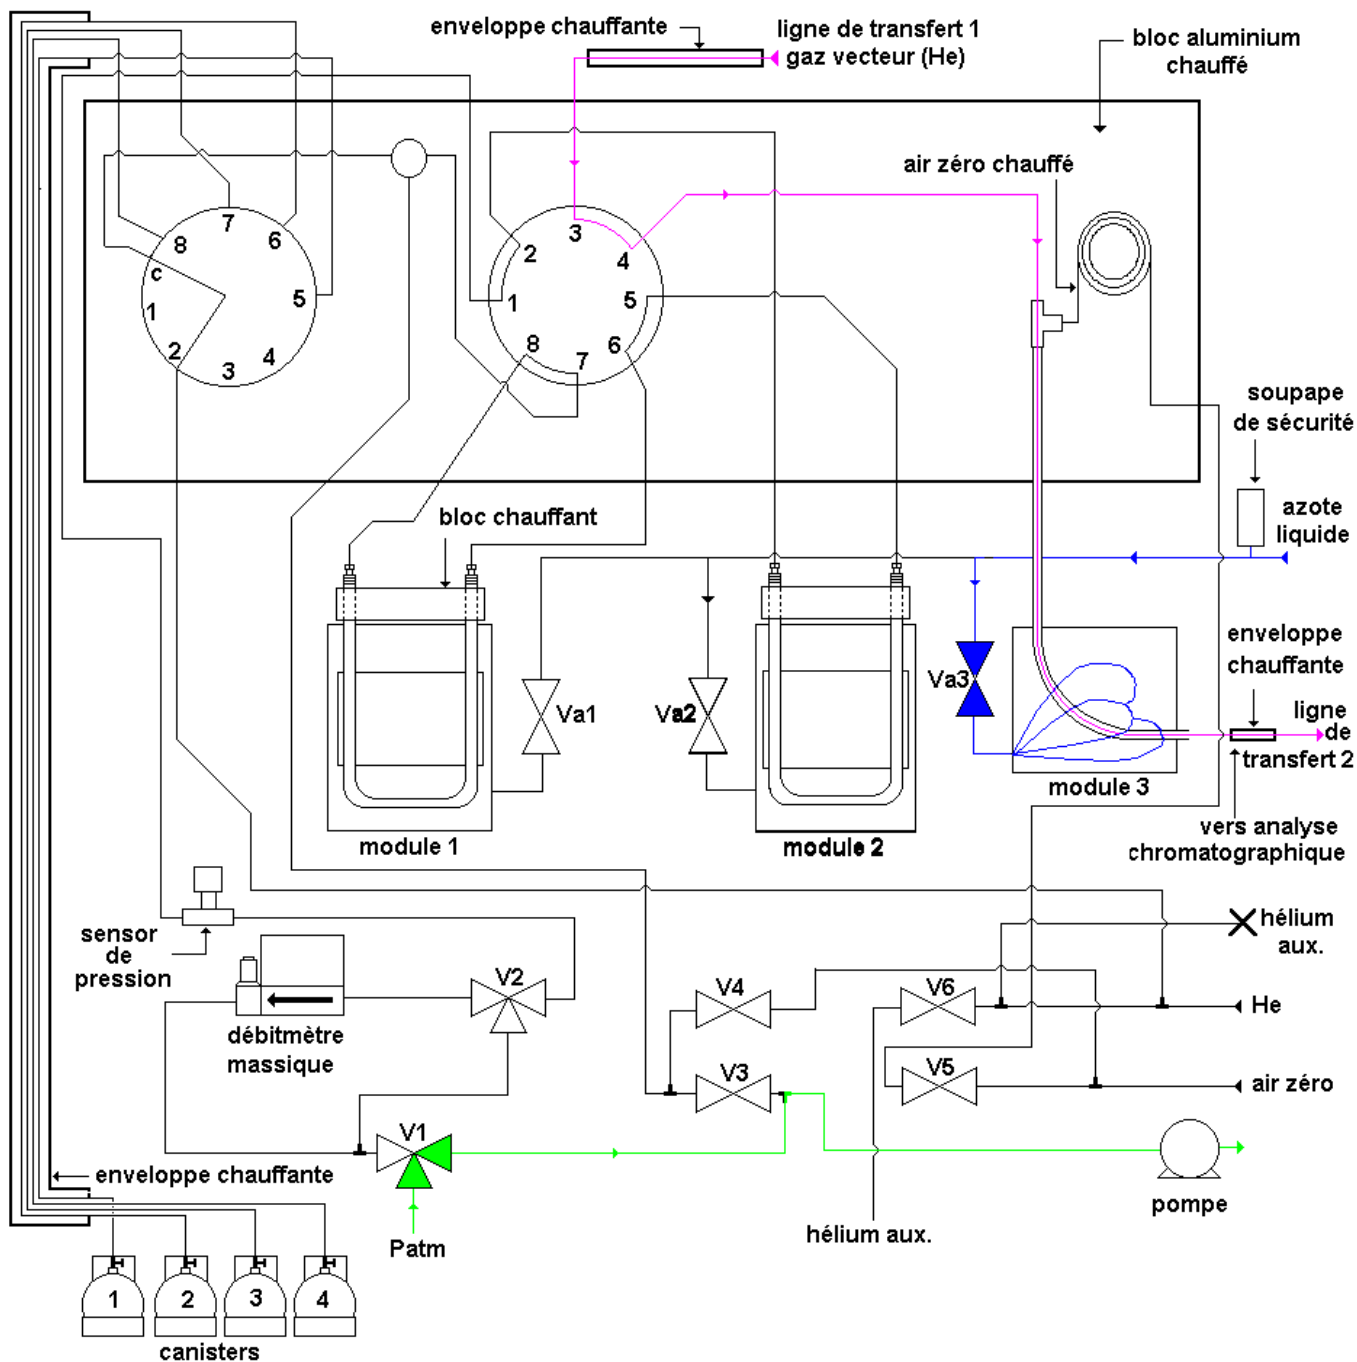 enveloppe chauffante
ligne de transfert 1
gaz vecteur (He)
bloc aluminium
chauffé
air zéro chauffé
7
8
6
c
5
1
2
4
3
3
2
4
1
5
8
6
7
soupape
de sécurité
azote
liquide
bloc chauffant
Va1
Va2
Va3
enveloppe
chauffante
ligne
de
transfert 2
module 1
module 2
module 3
vers analyse
chromatographique
sensor
de
pression
hélium
aux.
V2
V4
V6
He
débitmètre
massique
V3
V5
air zéro
V1
enveloppe chauffante
pompe
Patm
hélium aux.
1
2
3
4
canisters